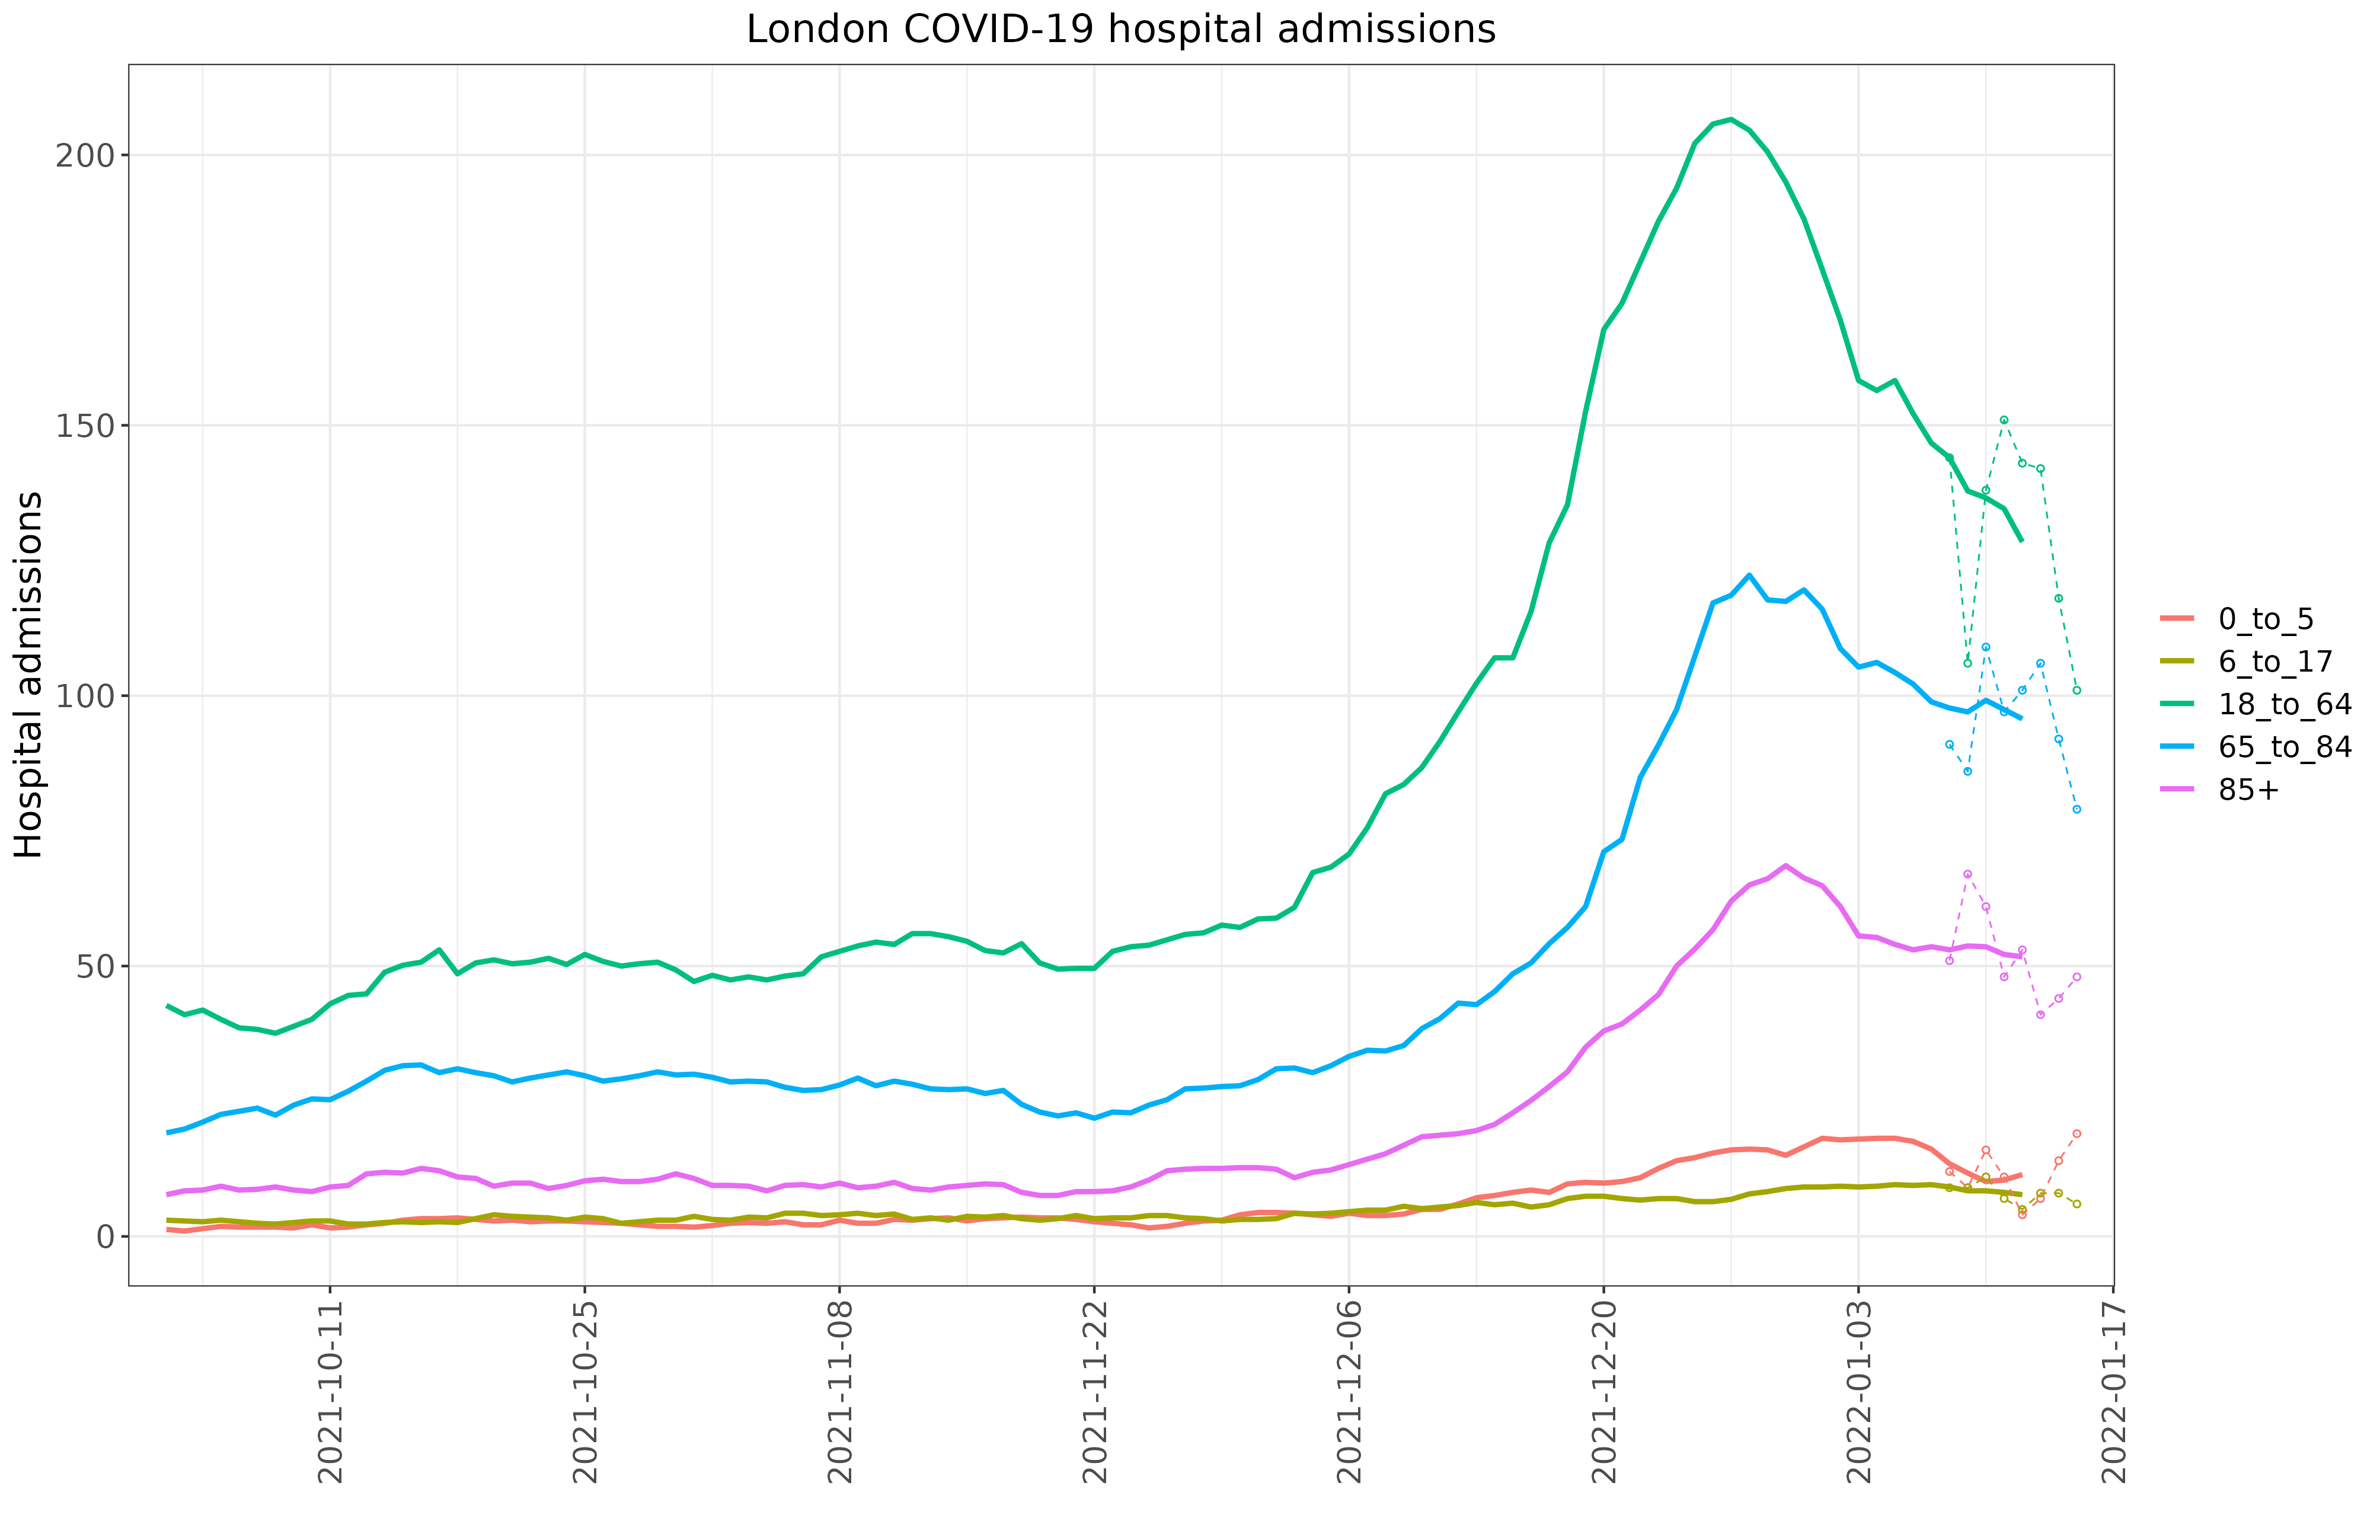 London COVID-19 hospital admissions
Hospital admissions
200
150
100
50
0
2021-10-11
2021-10-25
2021-11-08
2021-11-22
2021-12-06
2021-12-20
2022-01-03
2022-01-17
0_to_5
6_to_17
18_to_64
65_to_84
85+